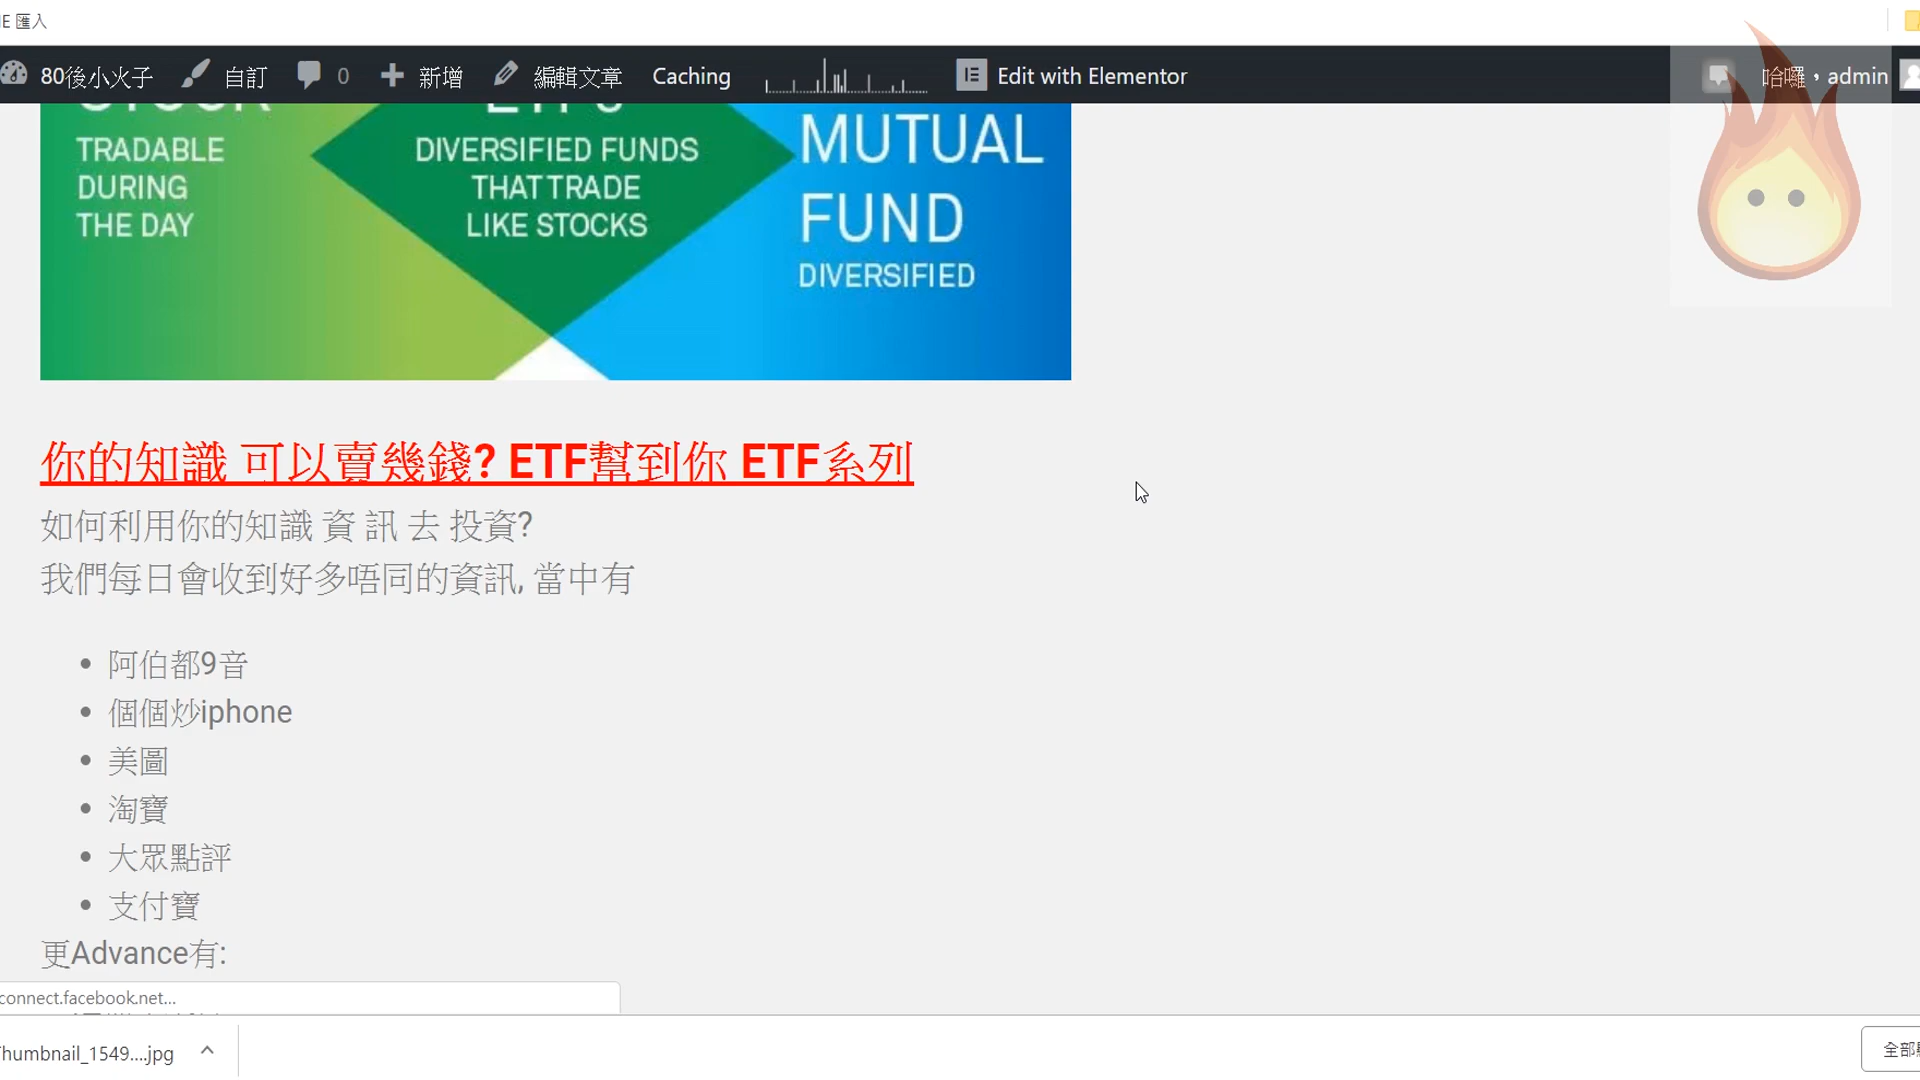 匯入
80後小火子 自訂 0 新增 編輯文章 Caching Edit with Elementor 哈囉,admin
TRADABLE
DURING
THE DAY
DIVERSIFIED FUNDS
THAT TRADE
LIKE STOCKS
MUTUAL
FUND
DIVERSIFIED
你的知識 可以賣幾錢? ETF幫到你 ETF系列
如何利用你的知識 資 訊 去 投資?
我們每日會收到好多唔同的資訊, 當中有
阿伯都9音
個個炒iphone
美圖
淘寶
大眾點評
支付寶
更Advance有:
connect.facebook.net...
humbnail_1549....jpg
全部